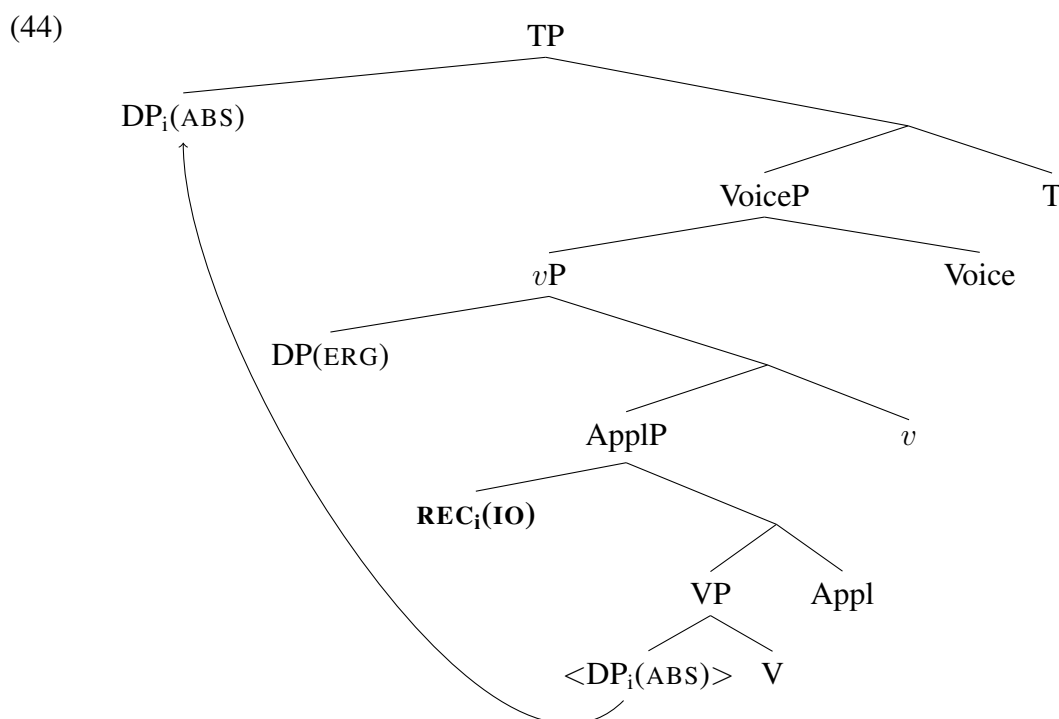 (44)
TP
DPi(ABS)
VoiceP T
vP Voice
DP(ERG)
ApplP v
RECi(IO)
VP Appl
<DPi(ABS)> V